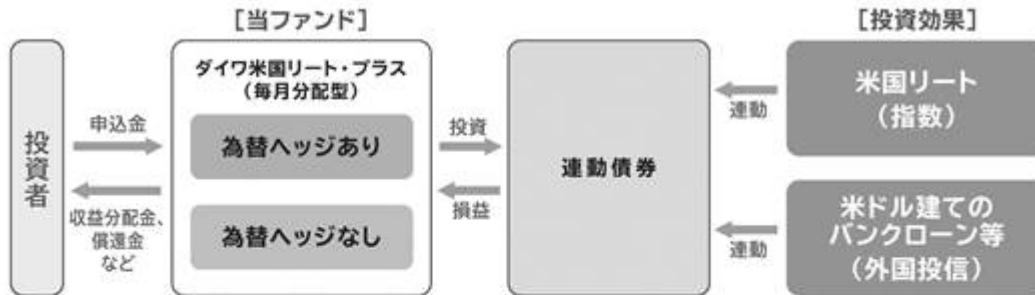 [当ファンド]
[投資効果]
投資者
申込金
収益分配金、
償還金
など
ダイワ米国リート・プラス
(毎月分配型)
為替ヘッジあり
為替ヘッジなし
投資
損益
連動債券
連動
連動
米国リート
(指数)
米ドル建ての
バンクローン等
(外国投信)